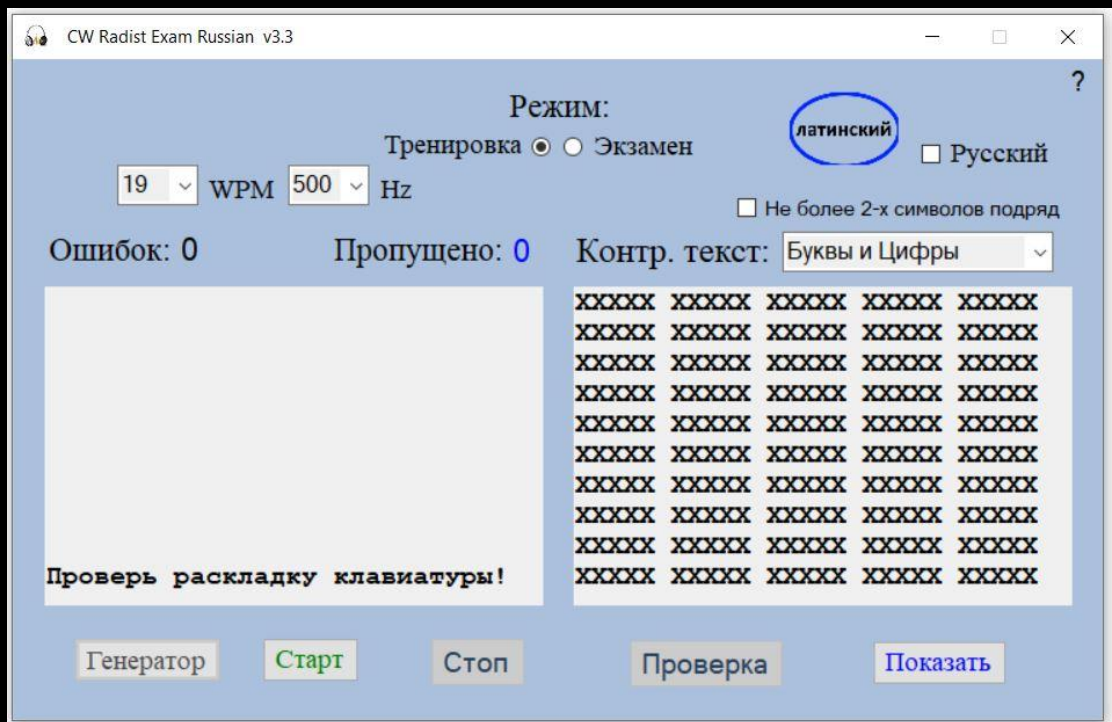 CW Radist Exam Russian v3.3
?
Режим:
латинский
Тренировка Экзамен
Русский
19 WPM 500 Hz
Не более 2-х символов подряд
Ошибок: 0 Пропущено: 0 Контр. текст: Буквы и Цифры
XXXXX XXXXX XXXXX XXXXX XXXXX
XXXXX XXXXX XXXXX XXXXX XXXXX
XXXXX XXXXX XXXXX XXXXX XXXXX
XXXXX XXXXX XXXXX XXXXX XXXXX
XXXXX XXXXX XXXXX XXXXX XXXXX
XXXXX XXXXX XXXXX XXXXX XXXXX
XXXXX XXXXX XXXXX XXXXX XXXXX
XXXXX XXXXX XXXXX XXXXX XXXXX
XXXXX XXXXX XXXXX XXXXX XXXXX
XXXXX XXXXX XXXXX XXXXX XXXXX
Проверь раскладку клавиатуры!
Генератор Старт Стоп Проверка Показать